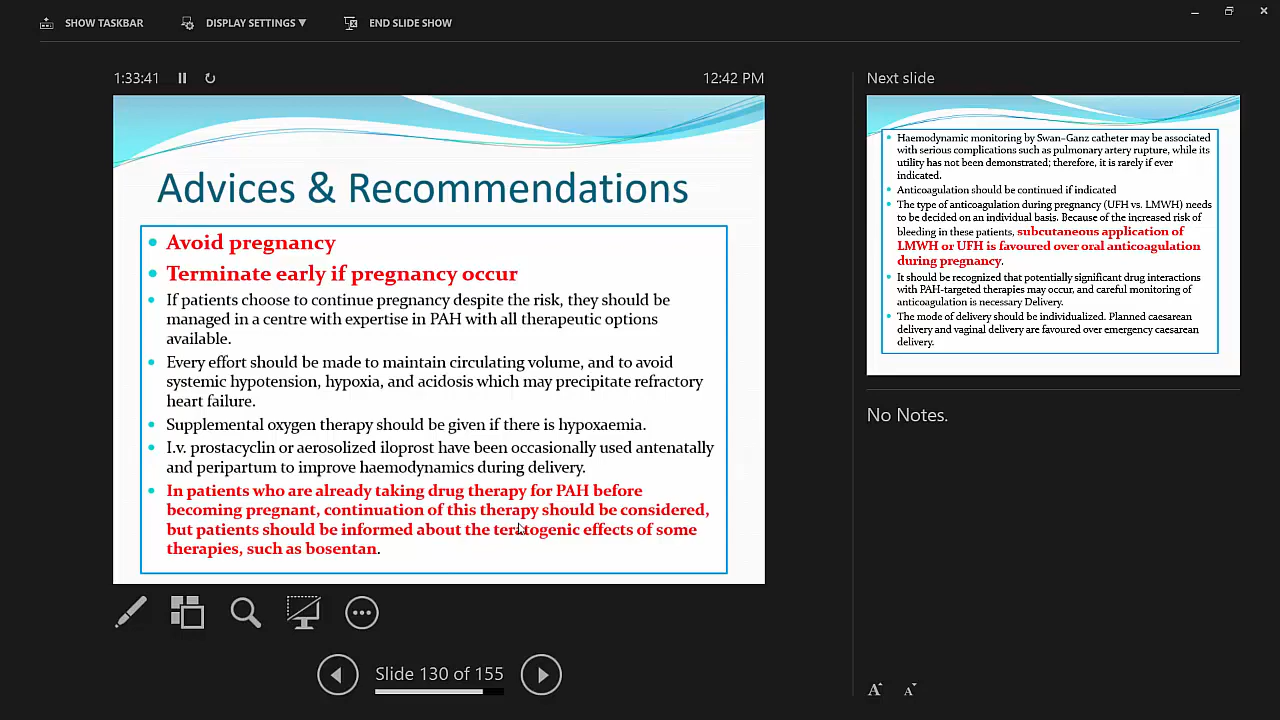 SHOW TASKBAR
DISPLAY SETTINGS ▼
END SLIDE SHOW
1:33:41
12:42 PM
Advices & Recommendations
• Avoid pregnancy
• Terminate early if pregnancy occur
• If patients choose to continue pregnancy despite the risk, they should be
managed in a centre with expertise in PAH with all therapeutic options
available.
• Every effort should be made to maintain circulating volume, and to avoid
systemic hypotension, hypoxia, and acidosis which may precipitate refractory
heart failure.
• Supplemental oxygen therapy should be given if there is hypoxaemia.
• I.v. prostacyclin or aerosolized iloprost have been occasionally used antenatally
and peripartum to improve haemodynamics during delivery.
• In patients who are already taking drug therapy for PAH before
becoming pregnant, continuation of this therapy should be considered,
but patients should be informed about the teratogenic effects of some
therapies, such as bosentan.
Slide 130 of 155
Next slide
• Haemodynamic monitoring by Swan–Ganz catheter may be associated
with serious complications such as pulmonary artery rupture, while its
utility has not been demonstrated; therefore, it is rarely if ever
indicated.
• Anticoagulation should be continued if indicated
• The type of anticoagulation during pregnancy (UFH vs. LMWH) needs
to be decided on an individual basis. Because of the increased risk of
bleeding in these patients, subcutaneous application of
LMWH or UFH is favoured over oral anticoagulation
during pregnancy.
• It should be recognized that potentially significant drug interactions
with PAH-targeted therapies may occur, and careful monitoring of
anticoagulation is necessary Delivery.
• The mode of delivery should be individualized. Planned caesarean
delivery and vaginal delivery are favoured over emergency caesarean
delivery.
No Notes.
A A